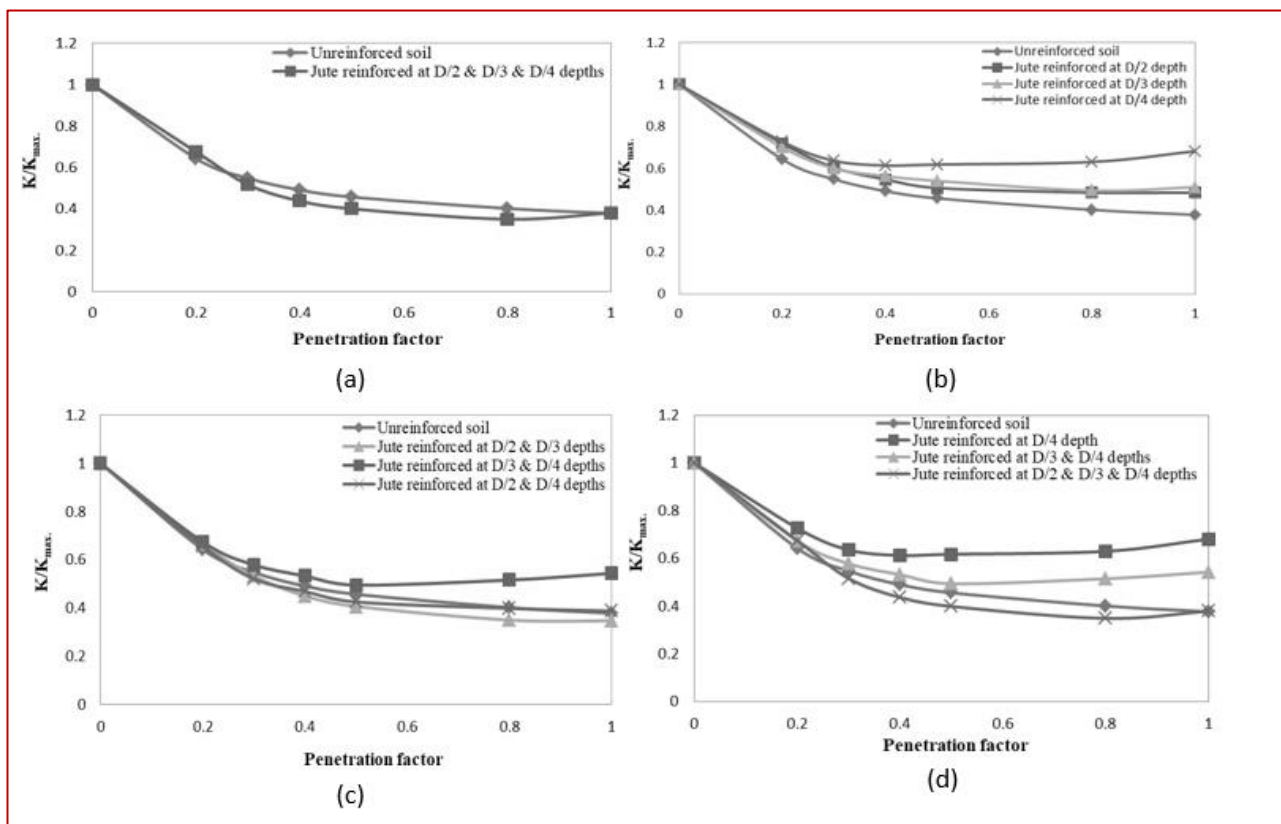 1.2
1
0.8
0.6
0.4
0.2
0
K/Kmax.
Unreinforced soil
Jute reinforced at D/2 & D/3 & D/4 depths
0 0.2 0.4 0.6 0.8 1
Penetration factor
(a)
1.2
1
0.8
0.6
0.4
0.2
0
K/Kmax.
Unreinforced soil
Jute reinforced at D/2 depth
Jute reinforced at D/3 depth
Jute reinforced at D/4 depth
0 0.2 0.4 0.6 0.8 1
Penetration factor
(b)
1.2
1
0.8
0.6
0.4
0.2
0
K/Kmax.
Unreinforced soil
Jute reinforced at D/2 & D/3 depths
Jute reinforced at D/3 & D/4 depths
Jute reinforced at D/2 & D/4 depths
0 0.2 0.4 0.6 0.8 1
Penetration factor
(c)
1.2
1
0.8
0.6
0.4
0.2
0
K/Kmax.
Unreinforced soil
Jute reinforced at D/4 depth
Jute reinforced at D/3 & D/4 depths
Jute reinforced at D/2 & D/3 & D/4 depths
0 0.2 0.4 0.6 0.8 1
Penetration factor
(d)